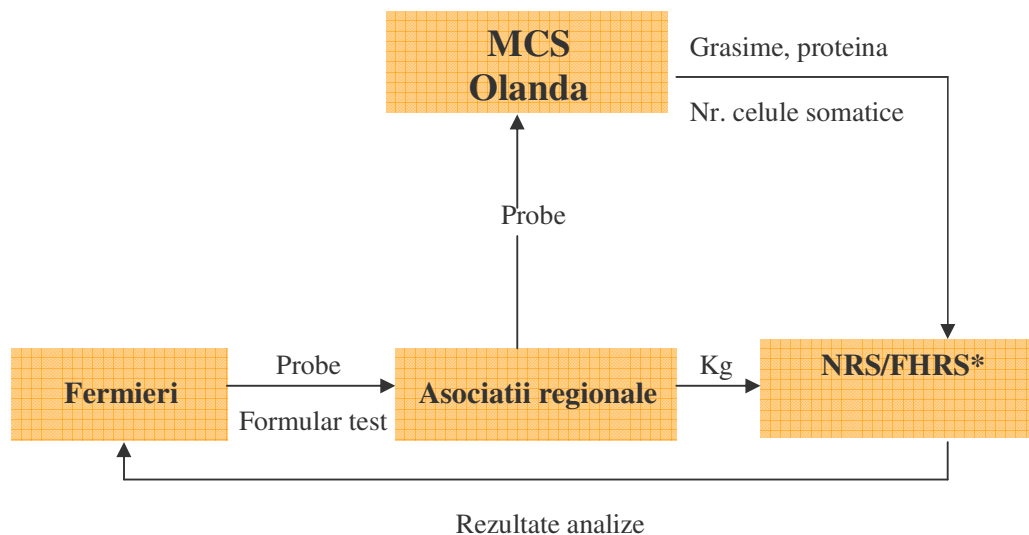 MCS
Olanda
Grasime, proteina
Nr. celule somatice
Probe
Fermieri
Probe
Formular test
Asociatii regionale
Kg
NRS/FHRS*
Rezultate analize